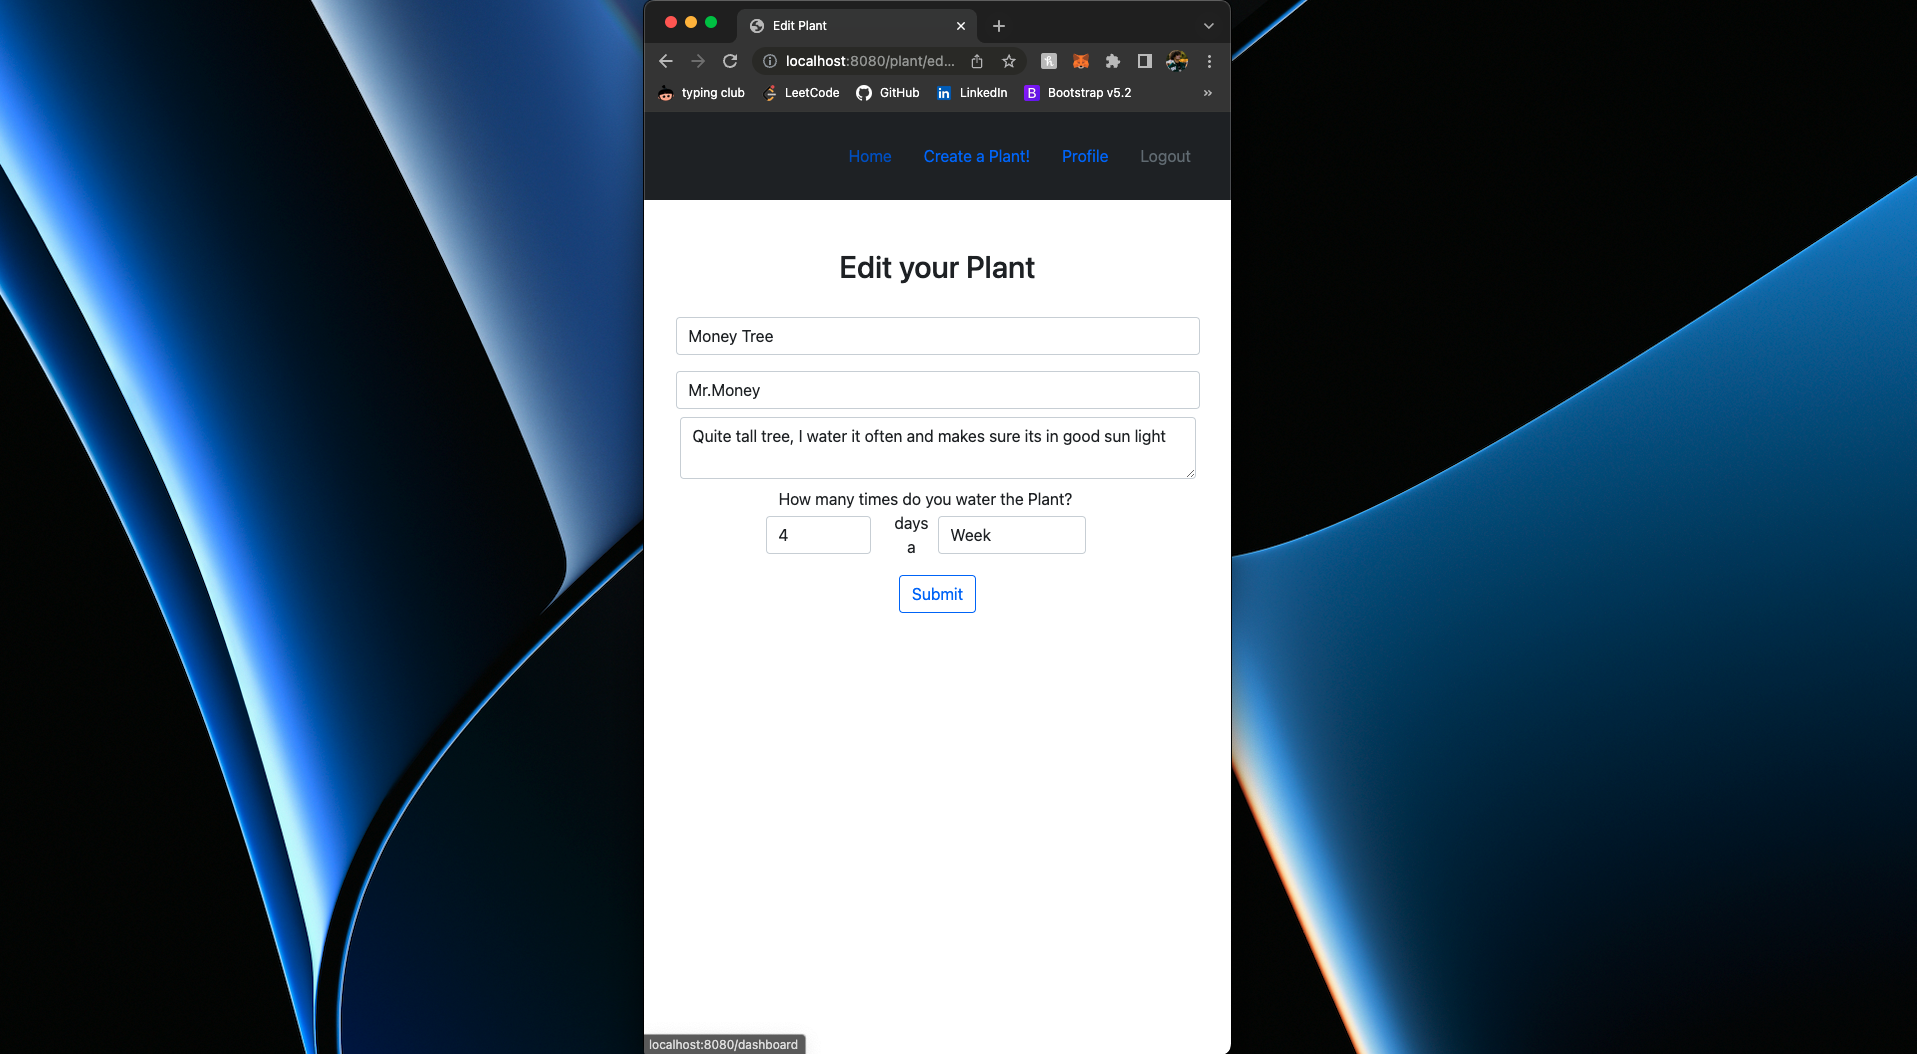 Edit Plant
localhost:8080/plant/ed...
typing club LeetCode GitHub LinkedIn Bootstrap v5.2 »
Home Create a Plant! Profile Logout
Edit your Plant
Money Tree
Mr.Money
Quite tall tree, I water it often and makes sure its in good sun light
How many times do you water the Plant?
4 days a Week
Submit
localhost:8080/dashboard